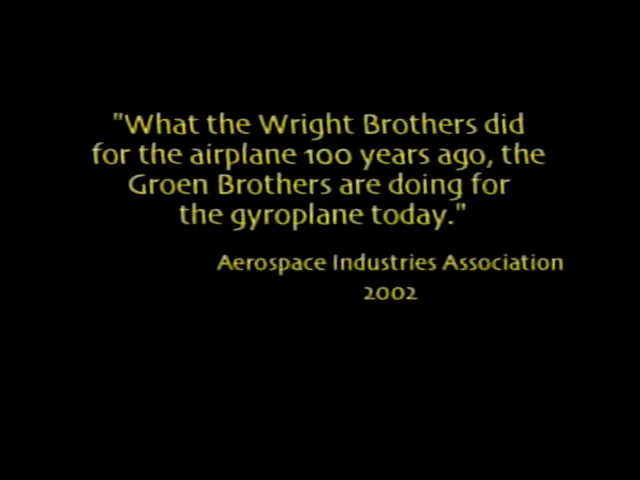 "What the Wright Brothers did
for the airplane 100 years ago, the
Groen Brothers are doing for
the gyroplane today."
Aerospace Industries Association
2002